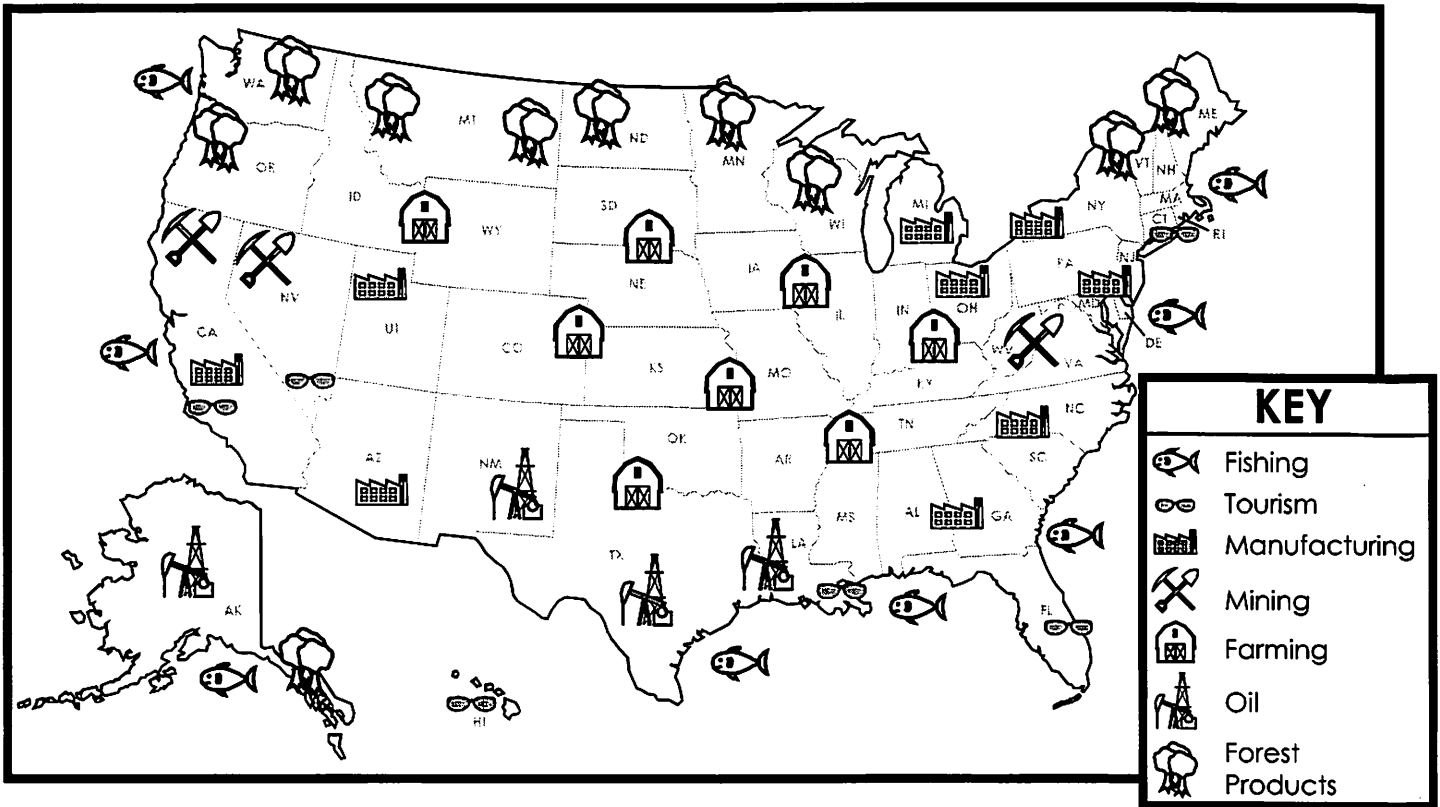 WA
MT
ND
MN
ME
VT
NH
OR
ID
WY
SD
WI
MI
NY
MA
CT
RI
NV
NE
IA
IL
IN
OH
PA
NJ
MD
DE
CA
UT
CO
KS
MO
KY
WV
VA
AZ
NM
OK
AR
TN
NC
SC
TX
LA
MS
AL
GA
FL
AK
HI
KEY
Fishing
Tourism
Manufacturing
Mining
Farming
Oil
Forest
Products